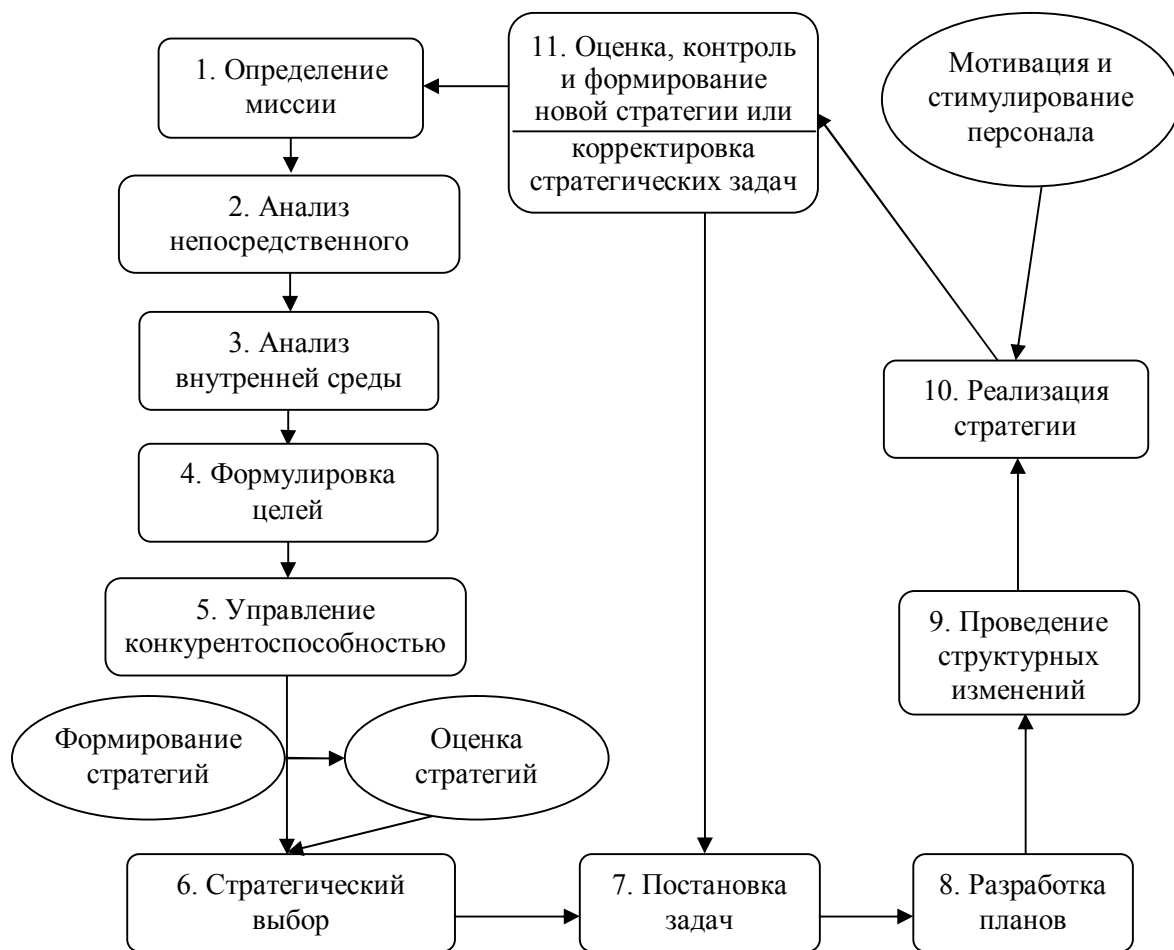 1. Определение
миссии
2. Анализ
непосредственного
3. Анализ
внутренней среды
4. Формулировка
целей
5. Управление
конкурентоспособностью
Формирование
стратегий
Оценка
стратегий
6. Стратегический
выбор
7. Постановка
задач
8. Разработка
планов
9. Проведение
структурных
изменений
10. Реализация
стратегии
Мотивация и
стимулирование
персонала
11. Оценка, контроль
и формирование
новой стратегии или
корректировка
стратегических задач